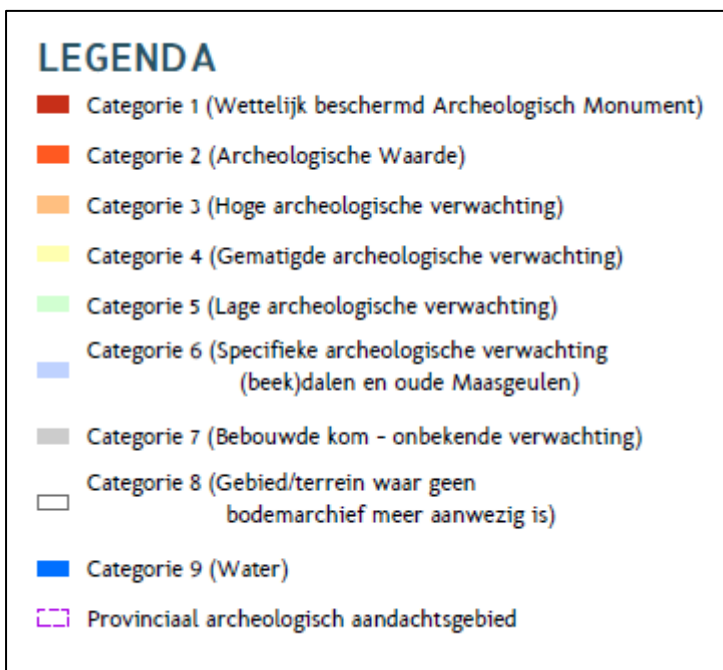 LEGENDA
Categorie 1 (Wettelijk beschermd Archeologisch Monument)
Categorie 2 (Archeologische Waarde)
Categorie 3 (Hoge archeologische verwachting)
Categorie 4 (Gematigde archeologische verwachting)
Categorie 5 (Lage archeologische verwachting)
Categorie 6 (Specifieke archeologische verwachting
(beek)dalen en oude Maasgeulen)
Categorie 7 (Bebouwde kom - onbekende verwachting)
Categorie 8 (Gebied/terrein waar geen
bodemarchief meer aanwezig is)
Categorie 9 (Water)
Provinciaal archeologisch aandachtsgebied